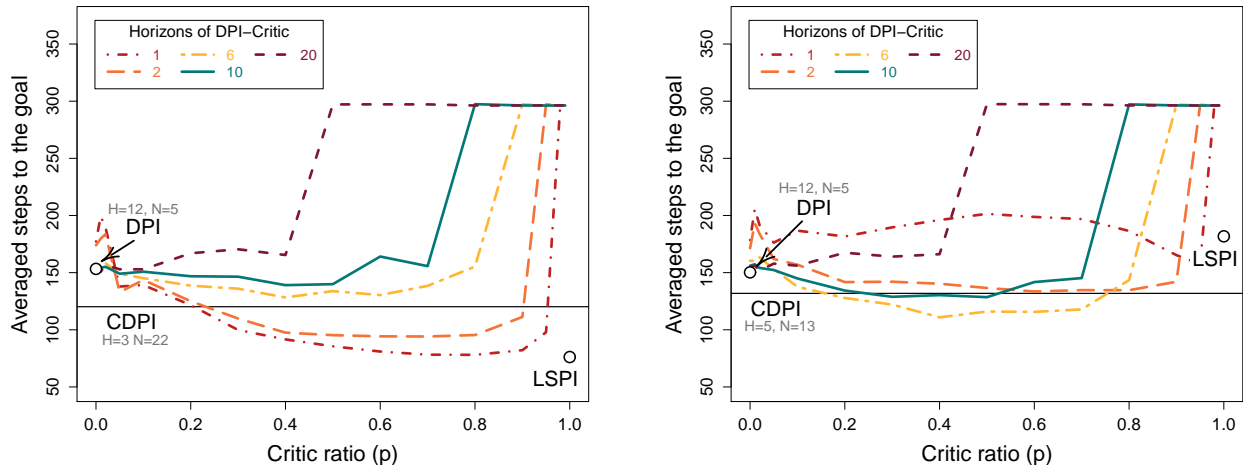 Horizons of DPI−Critic
1 6 20
2 10
Averaged steps to the goal
350
300
250
200
150
100
50
H=12, N=5
DPI
CDPI
H=3 N=22
LSPI
0.0 0.2 0.4 0.6 0.8 1.0
Critic ratio (p)
Horizons of DPI−Critic
1 6 20
2 10
Averaged steps to the goal
350
300
250
200
150
100
50
H=12, N=5
DPI
LSPI
CDPI
H=5, N=13
0.0 0.2 0.4 0.6 0.8 1.0
Critic ratio (p)